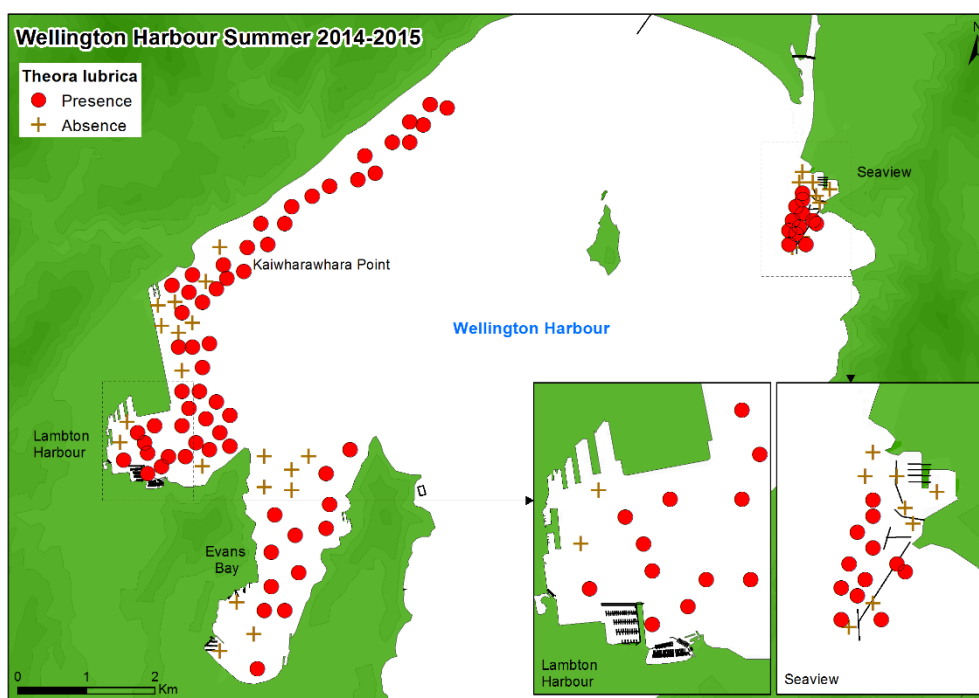 Wellington Harbour Summer 2014-2015
N
Theora lubrica
Presence
Absence
Seaview
Kaiwharawhara Point
Wellington Harbour
Lambton
Harbour
Evans
Bay
0 1 2
Km
Lambton
Harbour
Seaview